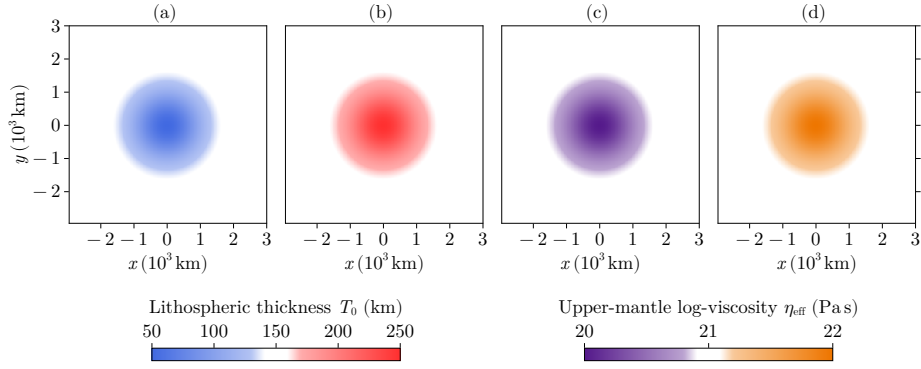 (a) (b) (c) (d)
3
2
1
0
−1
−2
y (10³ km)
−2 −1 0 1 2 3 −2 −1 0 1 2 3 −2 −1 0 1 2 3 −2 −1 0 1 2 3
x (10³ km) x (10³ km) x (10³ km) x (10³ km)
Lithospheric thickness T₀ (km) Upper-mantle log-viscosity ηeff (Pa s)
50 100 150 200 250 20 21 22